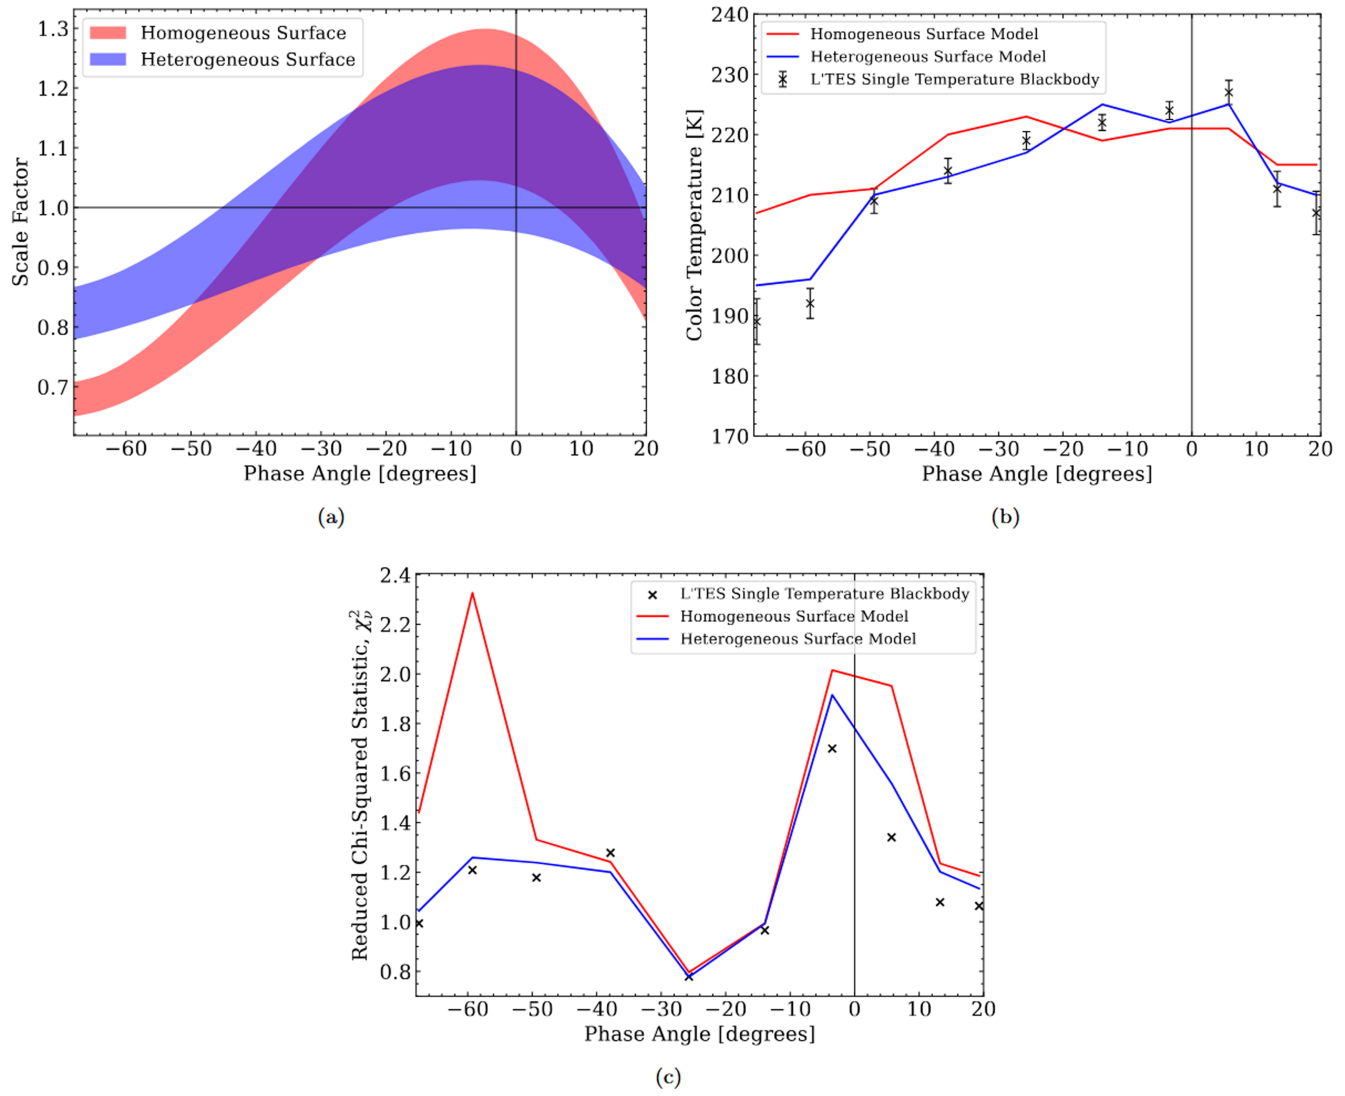 Homogeneous Surface
Heterogeneous Surface
1.3
1.2
1.1
1.0
0.9
0.8
0.7
Scale Factor
−60 −50 −40 −30 −20 −10 0 10 20
Phase Angle [degrees]
(a)
Homogeneous Surface Model
Heterogeneous Surface Model
L'TES Single Temperature Blackbody
240
230
220
210
200
190
180
170
Color Temperature [K]
−60 −50 −40 −30 −20 −10 0 10 20
Phase Angle [degrees]
(b)
L'TES Single Temperature Blackbody
Homogeneous Surface Model
Heterogeneous Surface Model
2.4
2.2
2.0
1.8
1.6
1.4
1.2
1.0
0.8
Reduced Chi-Squared Statistic, χ²ᵥ
−60 −50 −40 −30 −20 −10 0 10 20
Phase Angle [degrees]
(c)